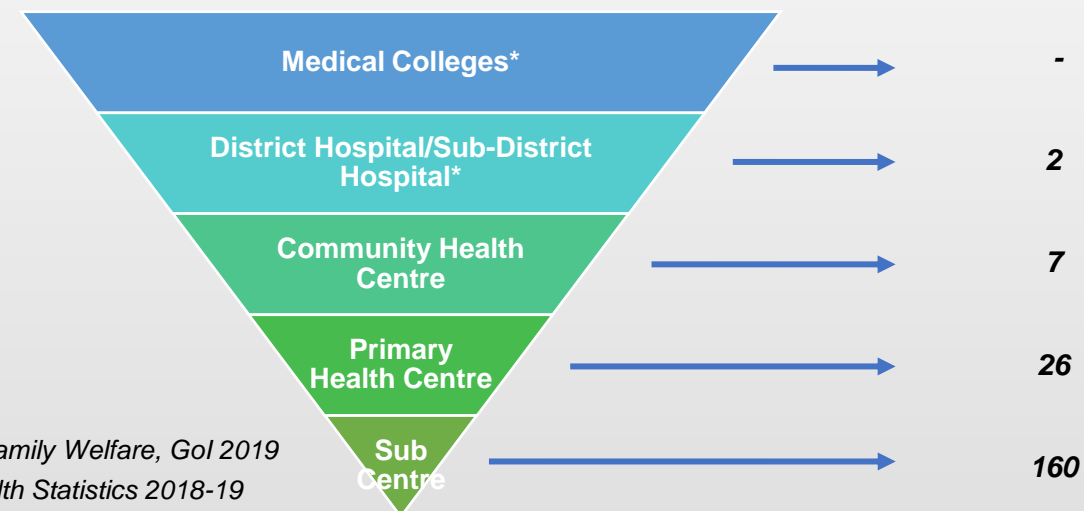 Medical Colleges*
-
District Hospital/Sub-District
Hospital*
2
Community Health
Centre
7
Primary
Health Centre
26
Sub
Centre
160
amily Welfare, GoI 2019
lth Statistics 2018-19